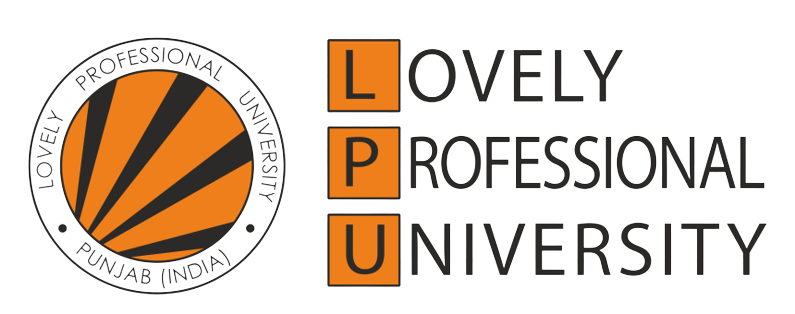 LOVELY PROFESSIONAL UNIVERSITY
• PUNJAB (INDIA) •
LOVELY
PROFESSIONAL
UNIVERSITY